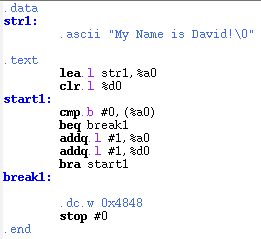 .data
str1:
.ascii "My Name is David!\0"
.text
lea.l str1,%a0
clr.l %d0
start1:
cmp.b #0,(%a0)
beq break1
addq.l #1,%a0
addq.l #1,%d0
bra start1
break1:
.dc.w 0x4848
stop #0
.end